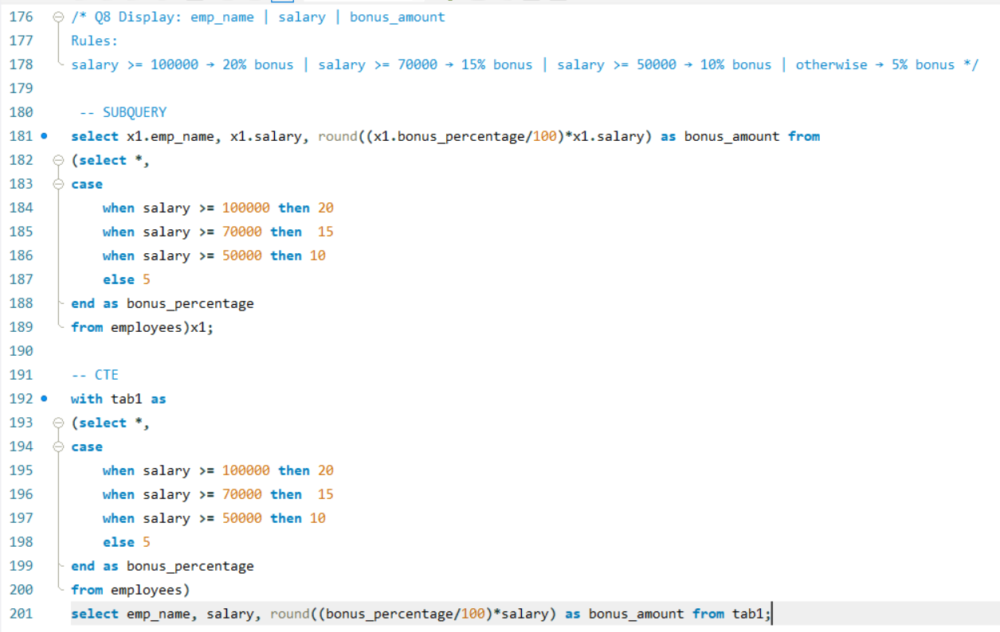 176 /* Q8 Display: emp_name | salary | bonus_amount
177 Rules:
178 salary >= 100000 → 20% bonus | salary >= 70000 → 15% bonus | salary >= 50000 → 10% bonus | otherwise → 5% bonus */
179
180 -- SUBQUERY
181 select x1.emp_name, x1.salary, round((x1.bonus_percentage/100)*x1.salary) as bonus_amount from
182 (select *,
183 case
184 when salary >= 100000 then 20
185 when salary >= 70000 then  15
186 when salary >= 50000 then 10
187 else 5
188 end as bonus_percentage
189 from employees)x1;
190
191 -- CTE
192 with tab1 as
193 (select *,
194 case
195 when salary >= 100000 then 20
196 when salary >= 70000 then  15
197 when salary >= 50000 then 10
198 else 5
199 end as bonus_percentage
200 from employees)
201 select emp_name, salary, round((bonus_percentage/100)*salary) as bonus_amount from tab1;